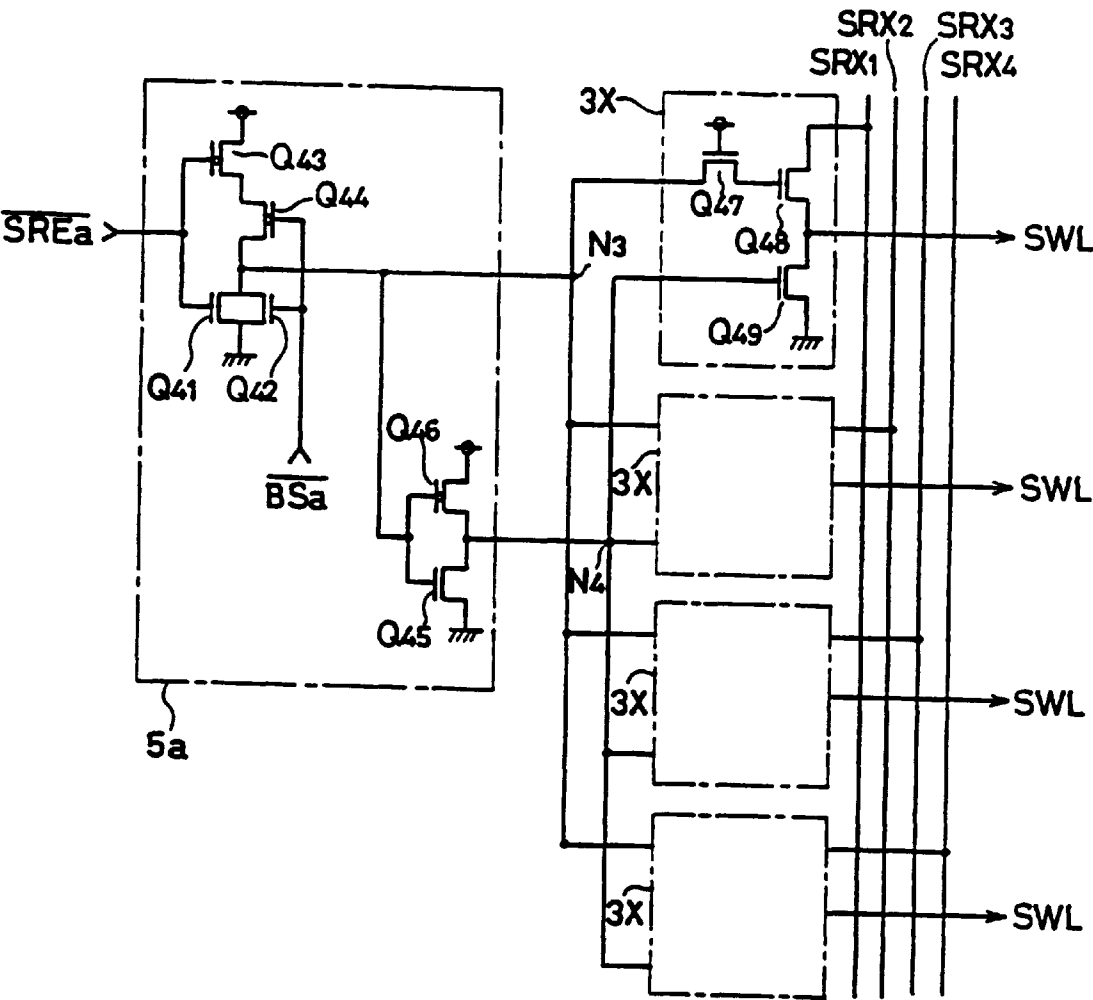 SRX2 SRX3
SRX1 SRX4
3X
Q43
Q44
Q47
SREa
Q48
SWL
N3
Q49
Q41 Q42
Q46
BSa
3X
SWL
N4
Q45
3X
SWL
5a
3X
SWL